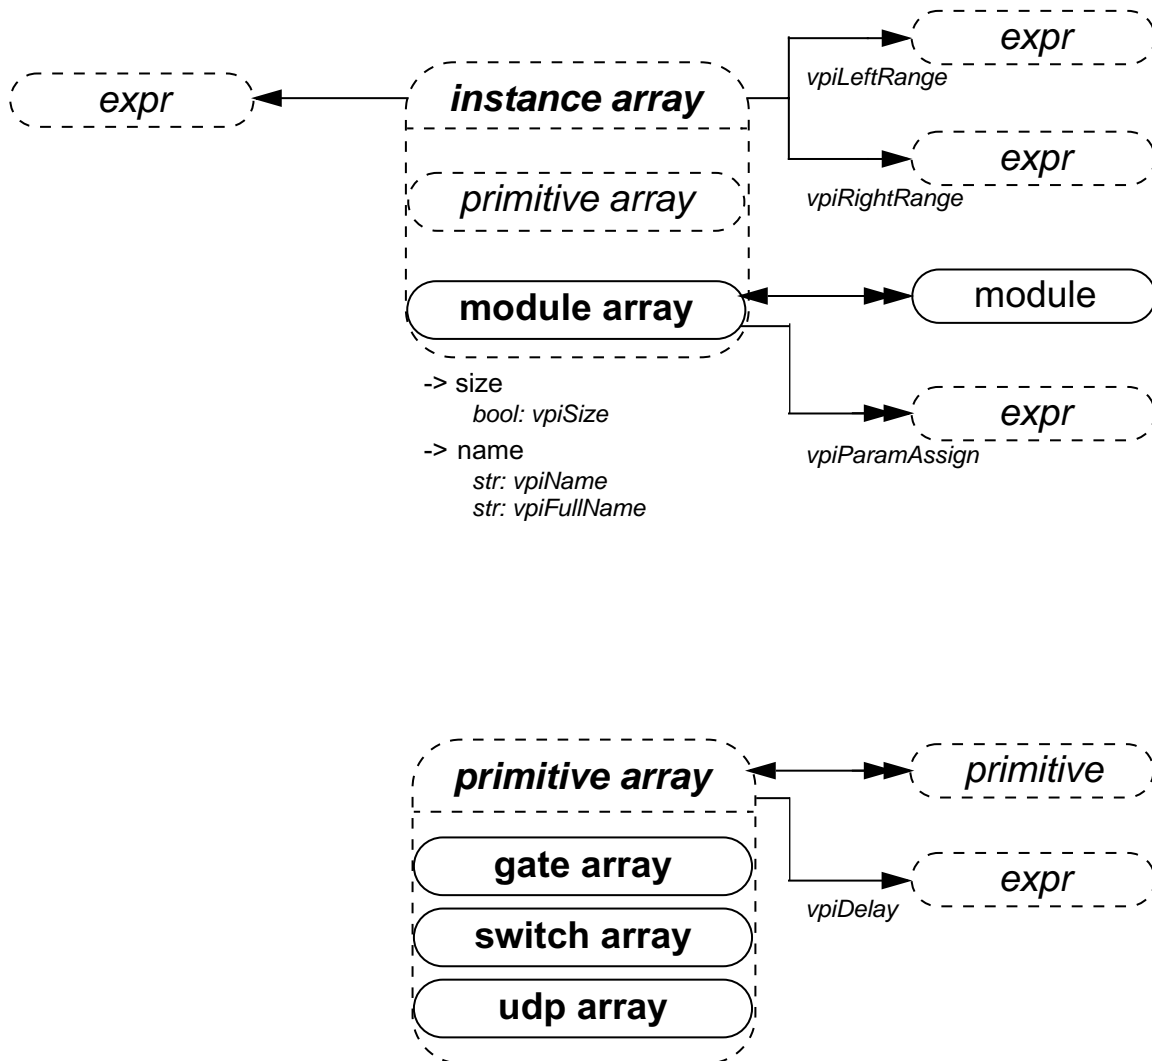 expr
vpiLeftRange
expr
instance array
expr
vpiRightRange
primitive array
module array
module
-> size
bool: vpiSize
expr
vpiParamAssign
-> name
str: vpiName
str: vpiFullName
primitive array
primitive
gate array
expr
vpiDelay
switch array
udp array